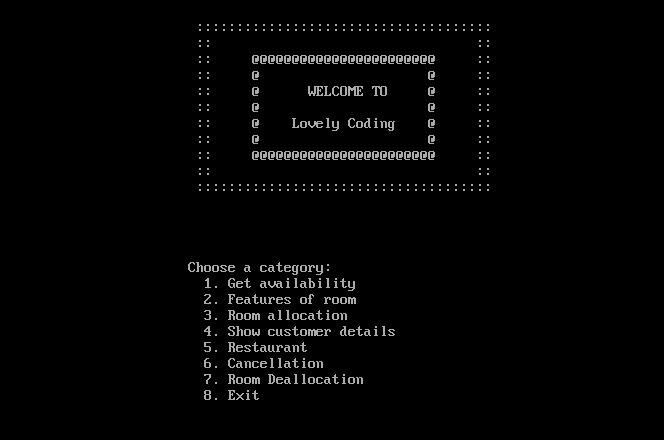 WELCOME TO
Lovely Coding
Choose a category:
1. Get availability
2. Features of room
3. Room allocation
4. Show customer details
5. Restaurant
6. Cancellation
7. Room Deallocation
8. Exit